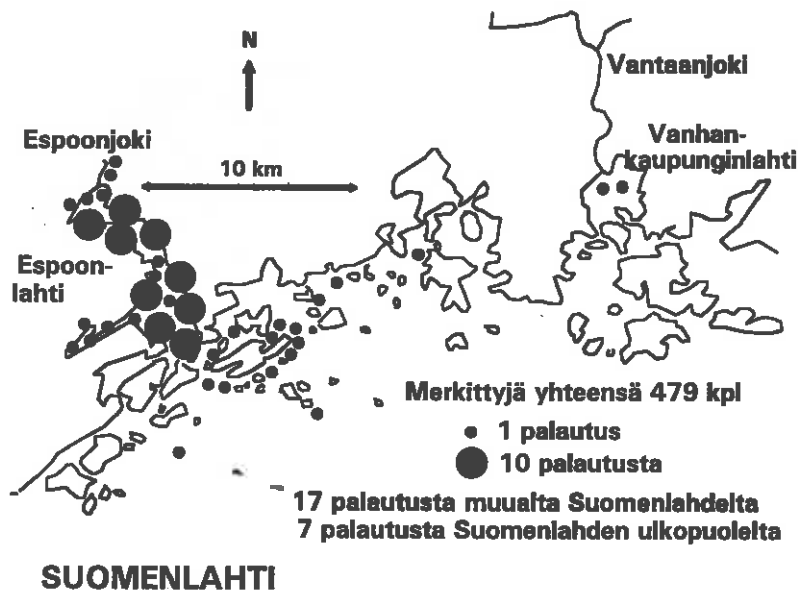 N
Vantaanjoki
Espoonjoki
Vanhan-
kaupunginlahti
10 km
Espoon-
lahti
Merkittyjä yhteensä 479 kpl
1 palautus
10 palautusta
17 palautusta muualta Suomenlahdelta
7 palautusta Suomenlahden ulkopuolelta
SUOMENLAHTI